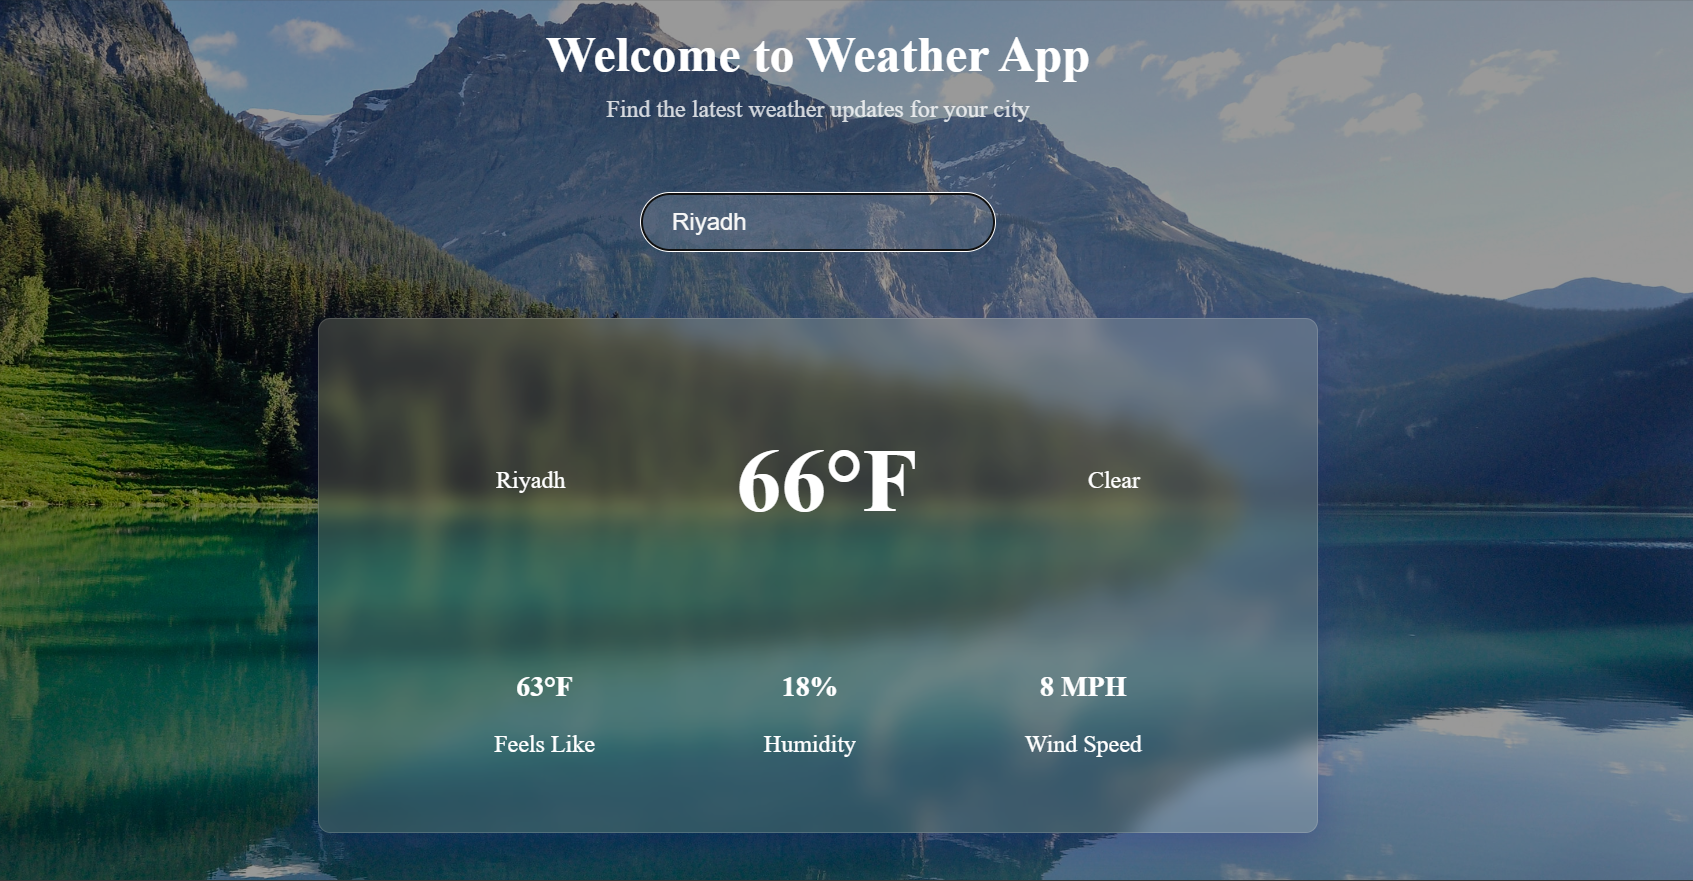 Welcome to Weather App
Find the latest weather updates for your city
Riyadh
Riyadh
66°F
Clear
63°F
18%
8 MPH
Feels Like
Humidity
Wind Speed